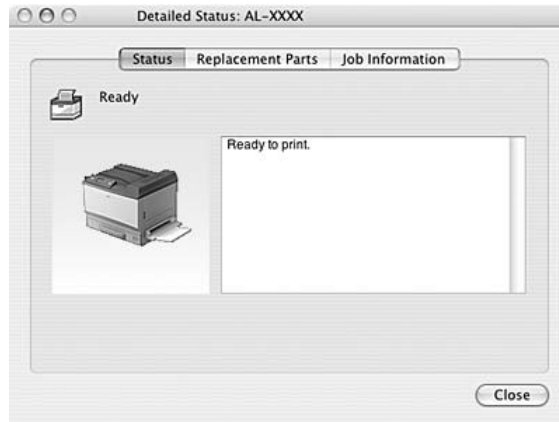 Detailed Status: AL-XXXX
Status Replacement Parts Job Information
Ready
Ready to print.
Close